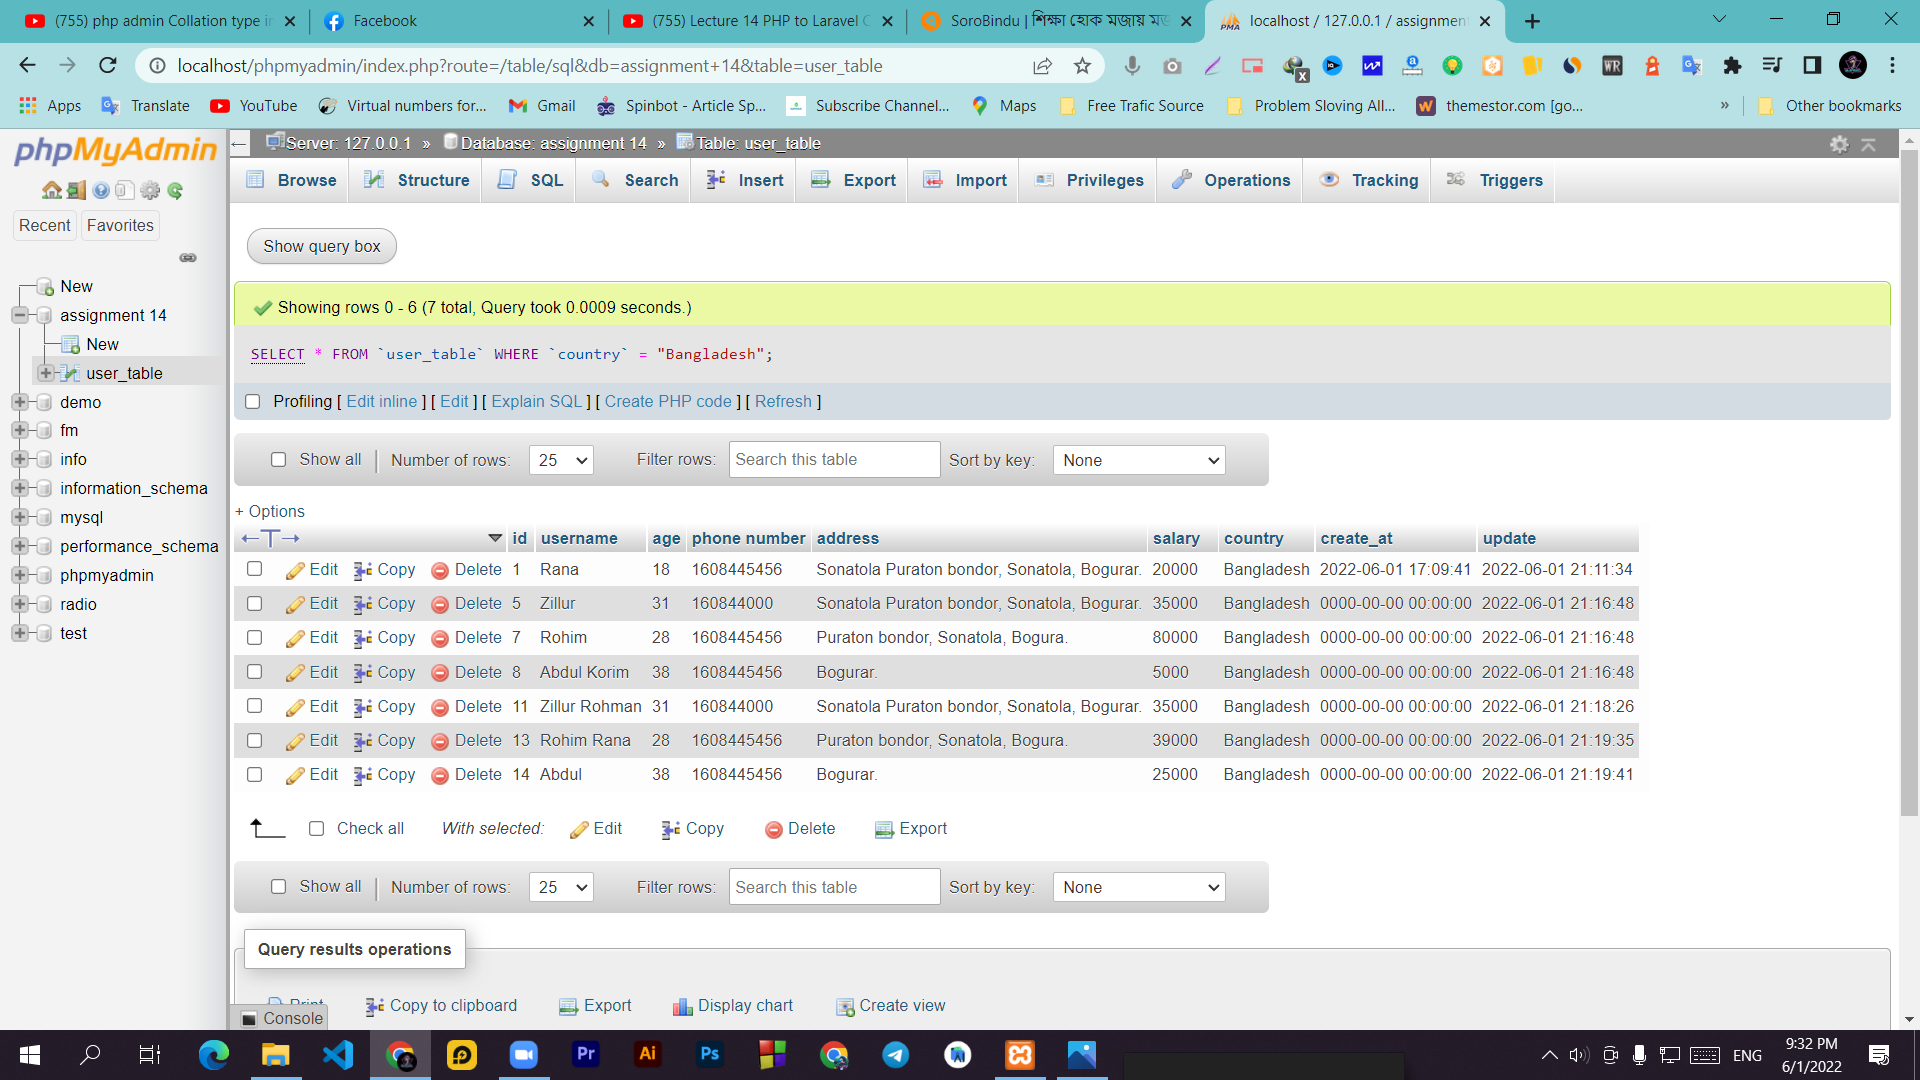 (755) php admin Collation type in
Facebook
(755) Lecture 14 PHP to Laravel C
SoroBindu | শিক্ষা হোক মজায় মজ
localhost / 127.0.0.1 / assignment
localhost/phpmyadmin/index.php?route=/table/sql&db=assignment+14&table=user_table
Apps
Translate
YouTube
Virtual numbers for...
Gmail
Spinbot - Article Sp...
Subscribe Channel...
Maps
Free Trafic Source
Problem Sloving All...
themestor.com [go...
»
Other bookmarks
phpMyAdmin
Recent
Favorites
New
assignment 14
New
user_table
demo
fm
info
information_schema
mysql
performance_schema
phpmyadmin
radio
test
Server: 127.0.0.1 » Database: assignment 14 » Table: user_table
Browse
Structure
SQL
Search
Insert
Export
Import
Privileges
Operations
Tracking
Triggers
Show query box
Showing rows 0 - 6 (7 total, Query took 0.0009 seconds.)
SELECT * FROM `user_table` WHERE `country` = "Bangladesh";
Profiling [ Edit inline ] [ Edit ] [ Explain SQL ] [ Create PHP code ] [ Refresh ]
Show all | Number of rows: 25 Filter rows: Search this table Sort by key: None
+ Options
id username age phone number address salary country create_at update
Edit Copy Delete 1 Rana 18 1608445456 Sonatola Puraton bondor, Sonatola, Bogurar. 20000 Bangladesh 2022-06-01 17:09:41 2022-06-01 21:11:34
Edit Copy Delete 5 Zillur 31 160844000 Sonatola Puraton bondor, Sonatola, Bogurar. 35000 Bangladesh 0000-00-00 00:00:00 2022-06-01 21:16:48
Edit Copy Delete 7 Rohim 28 1608445456 Puraton bondor, Sonatola, Bogura. 80000 Bangladesh 0000-00-00 00:00:00 2022-06-01 21:16:48
Edit Copy Delete 8 Abdul Korim 38 1608445456 Bogurar. 5000 Bangladesh 0000-00-00 00:00:00 2022-06-01 21:16:48
Edit Copy Delete 11 Zillur Rohman 31 160844000 Sonatola Puraton bondor, Sonatola, Bogurar. 35000 Bangladesh 0000-00-00 00:00:00 2022-06-01 21:18:26
Edit Copy Delete 13 Rohim Rana 28 1608445456 Puraton bondor, Sonatola, Bogura. 39000 Bangladesh 0000-00-00 00:00:00 2022-06-01 21:19:35
Edit Copy Delete 14 Abdul 38 1608445456 Bogurar. 25000 Bangladesh 0000-00-00 00:00:00 2022-06-01 21:19:41
Check all With selected: Edit Copy Delete Export
Show all | Number of rows: 25 Filter rows: Search this table Sort by key: None
Query results operations
Print Copy to clipboard Export Display chart Create view
Console
Pr
Ai
Ps
ENG
9:32 PM
6/1/2022